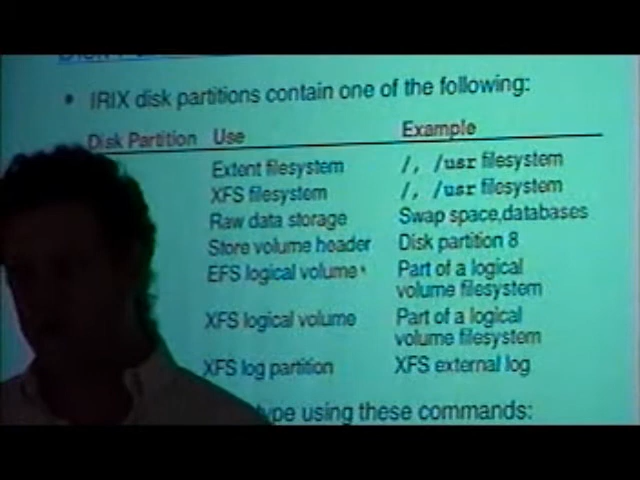 • IRIX disk partitions contain one of the following:
Disk Partition Use Example
Extent filesystem /, /usr filesystem
XFS filesystem /, /usr filesystem
Raw data storage Swap space,databases
Store volume header Disk partition 8
EFS logical volume* Part of a logical
volume filesystem
XFS logical volume Part of a logical
volume filesystem
XFS log partition XFS external log
type using these commands: